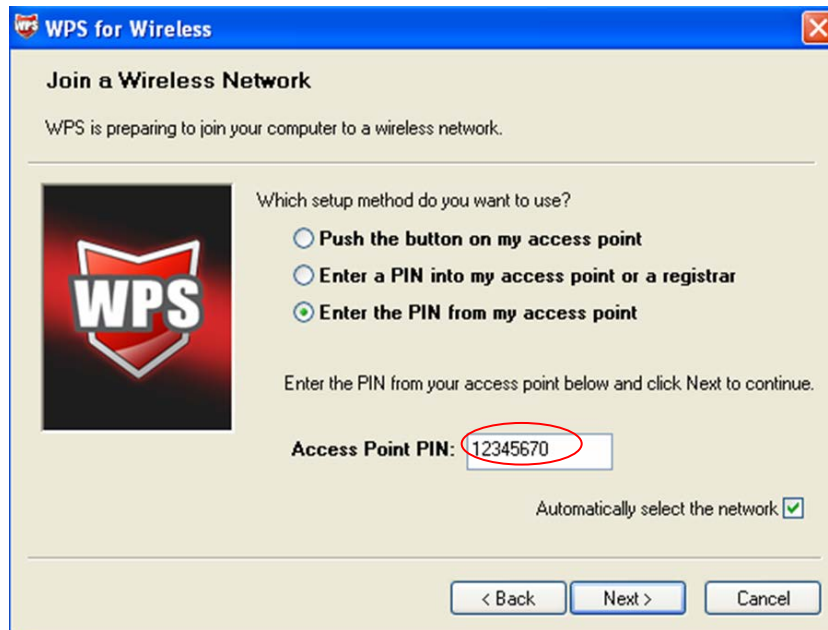 WPS WPS for Wireless
Join a Wireless Network
WPS is preparing to join your computer to a wireless network.
Which setup method do you want to use?
Push the button on my access point
Enter a PIN into my access point or a registrar
Enter the PIN from my access point
WPS
Enter the PIN from your access point below and click Next to continue.
Access Point PIN: 12345670
Automatically select the network
< Back Next > Cancel